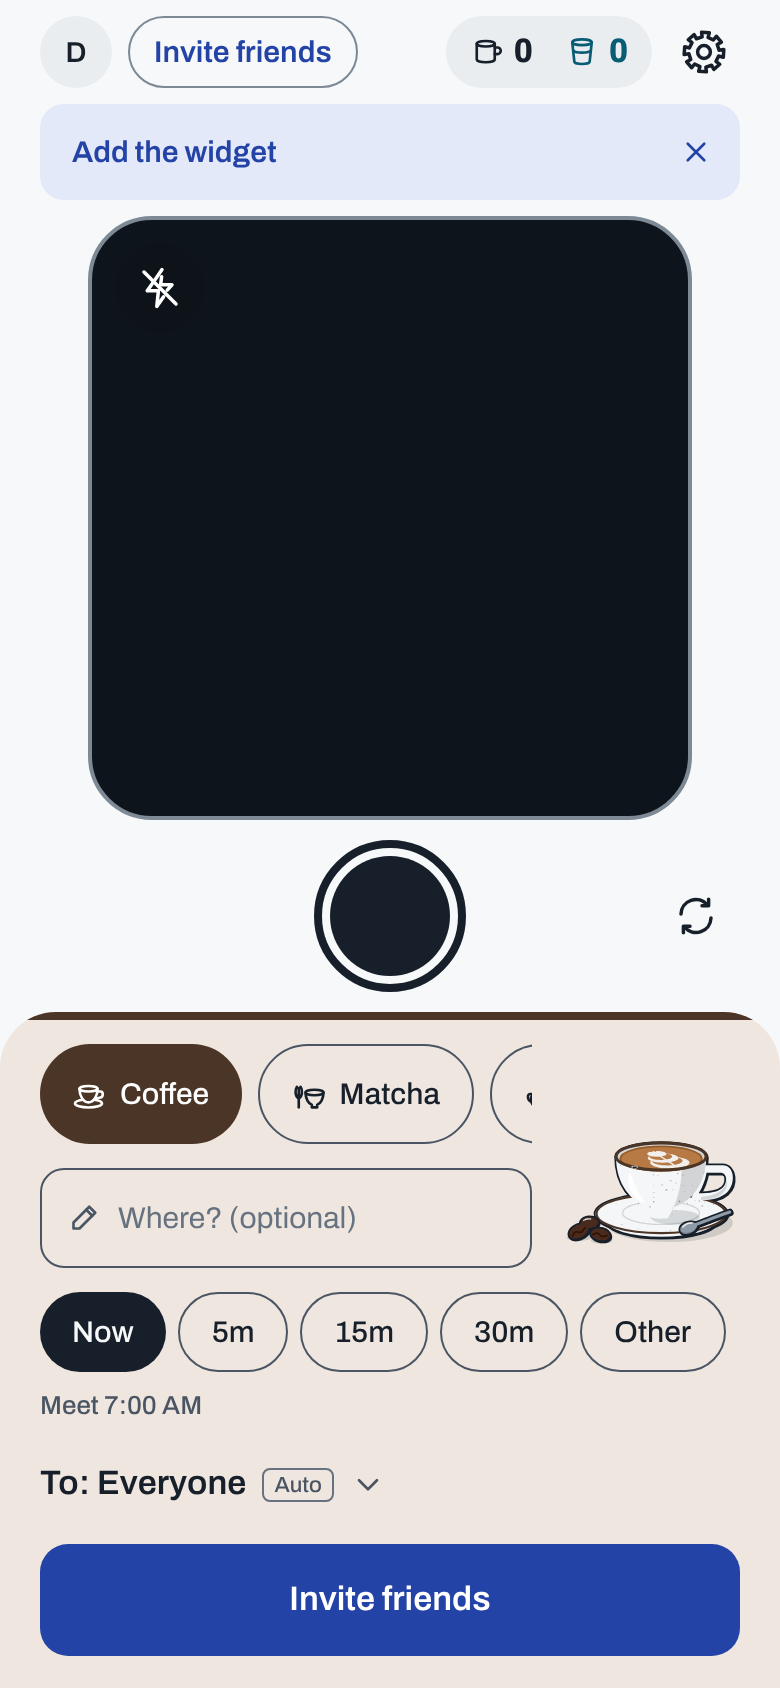 D
Invite friends
0
0
Add the widget
Coffee
Matcha
Where? (optional)
Now
5m
15m
30m
Other
Meet 7:00 AM
To: Everyone
Auto
Invite friends